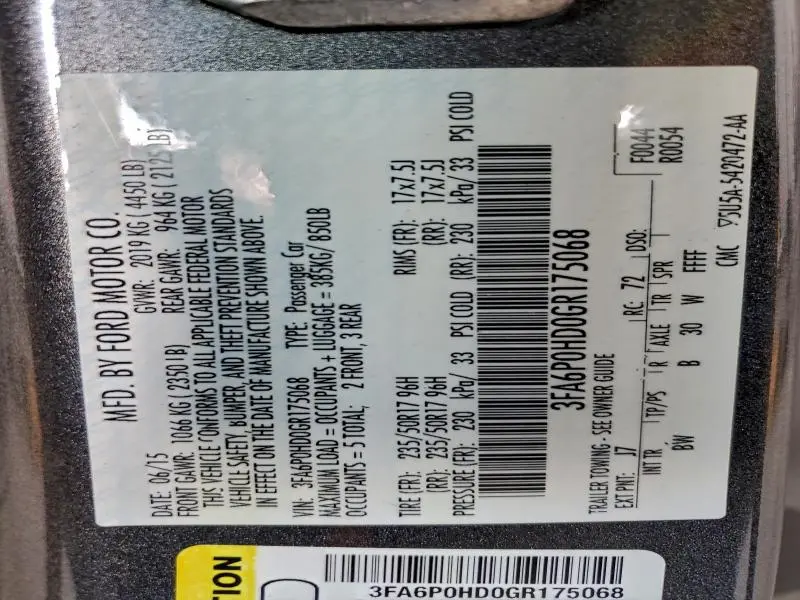 MFD. BY FORD MOTOR CO.
DATE: 06/15 GVWR: 2019 KG ( 4450 LB)
FRONT GAWR: 1066 KG ( 2350 LB) REAR GAWR: 964 KG ( 2125 LB)
THIS VEHICLE CONFORMS TO ALL APPLICABLE FEDERAL MOTOR
VEHICLE SAFETY, BUMPER, AND THEFT PREVENTION STANDARDS
IN EFFECT ON THE DATE OF MANUFACTURE SHOWN ABOVE.
VIN: 3FA6P0HD0GR175068 TYPE: Passenger Car
MAXIMUM LOAD = OCCUPANTS + LUGGAGE = 385KG / 850LB
OCCUPANTS = 5 TOTAL; 2 FRONT, 3 REAR
TIRE (FR): 235/50R17 96H RIMS (FR): 17x7.5J
(RR): 235/50R17 96H (RR): 17x7.5J
PRESSURE (FR): 230 kPa/ 33 PSI COLD (RR): 230 kPa/ 33 PSI COLD
3FA6P0HD0GR175068
TRAILER TOWING - SEE OWNER GUIDE F0044
EXT PNT: J7 RC: 72 DSO: R0054
INT TR TP/PS R AXLE TR SPR
BW B 30 W FFFF
CMC 5U5A-5420472-AA
TION
3FA6P0HD0GR175068